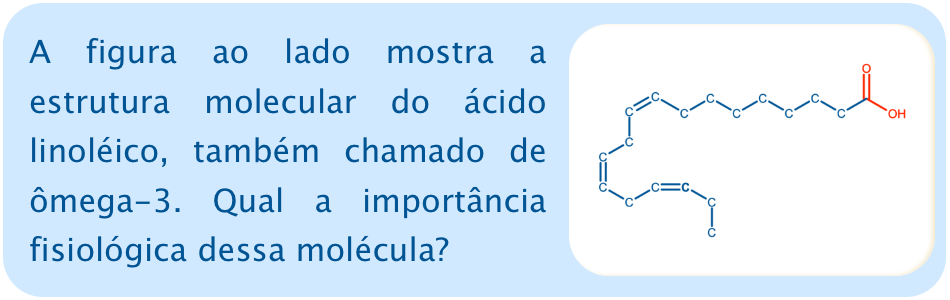 A figura ao lado mostra a
estrutura molecular do ácido
linoléico, também chamado de
ômega-3. Qual a importância
fisiológica dessa molécula?
O
C C C C C C
C C C C OH
C
C
C C C
C C
C